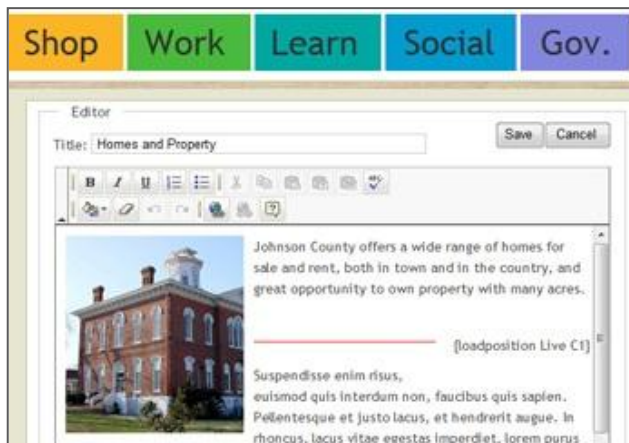 Shop Work Learn Social Gov.
Editor
Title: Homes and Property Save Cancel
B I U
Johnson County offers a wide range of homes for
sale and rent, both in town and in the country, and
great opportunity to own property with many acres.
{loadposition Live C1}
Suspendisse enim risus,
euismod quis interdum non, faucibus quis sapien.
Pellentesque et justo lacus, et hendrerit augue. In
rhoncus, lacus vitae egestas imperdiet, lorem purus